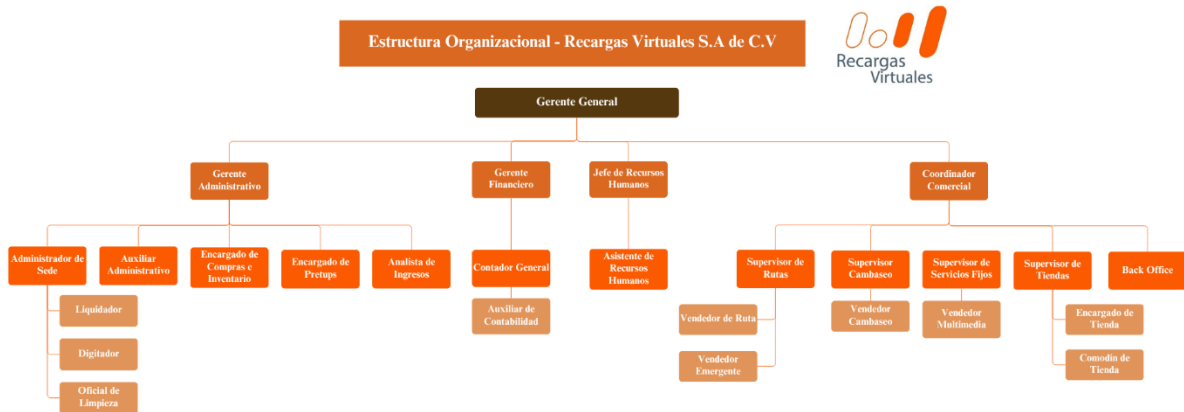 Estructura Organizacional - Recargas Virtuales S.A de C.V
Recargas
Virtuales
Gerente General
Gerente
Administrativo
Gerente
Financiero
Jefe de Recursos
Humanos
Coordinador
Comercial
Administrador de
Sede
Auxiliar
Administrativo
Encargado de
Compras e
Inventario
Encargado de
Pretups
Analista de
Ingresos
Contador General
Asistente de
Recursos
Humanos
Supervisor de
Rutas
Supervisor
Cambaseo
Supervisor de
Servicios Fijos
Supervisor de
Tiendas
Back Office
Liquidador
Digitador
Oficial de
Limpieza
Auxiliar de
Contabilidad
Vendedor de Ruta
Vendedor
Emergente
Vendedor
Cambaseo
Vendedor
Multimedia
Encargado de
Tienda
Comodín de
Tienda